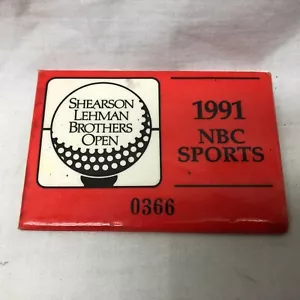 SHEARSON
LEHMAN
BROTHERS
OPEN
1991
NBC
SPORTS
0366